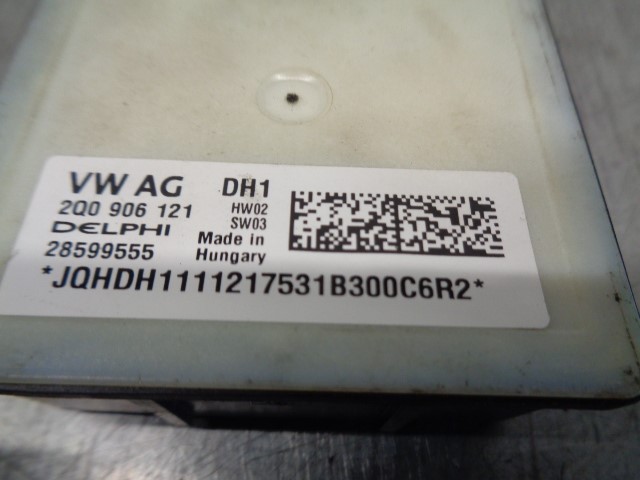 VW AG DH1
2Q0 906 121 HW02
SW03
DELPHI Made in
28599555 Hungary
*JQHDH1111217531B300C6R2*